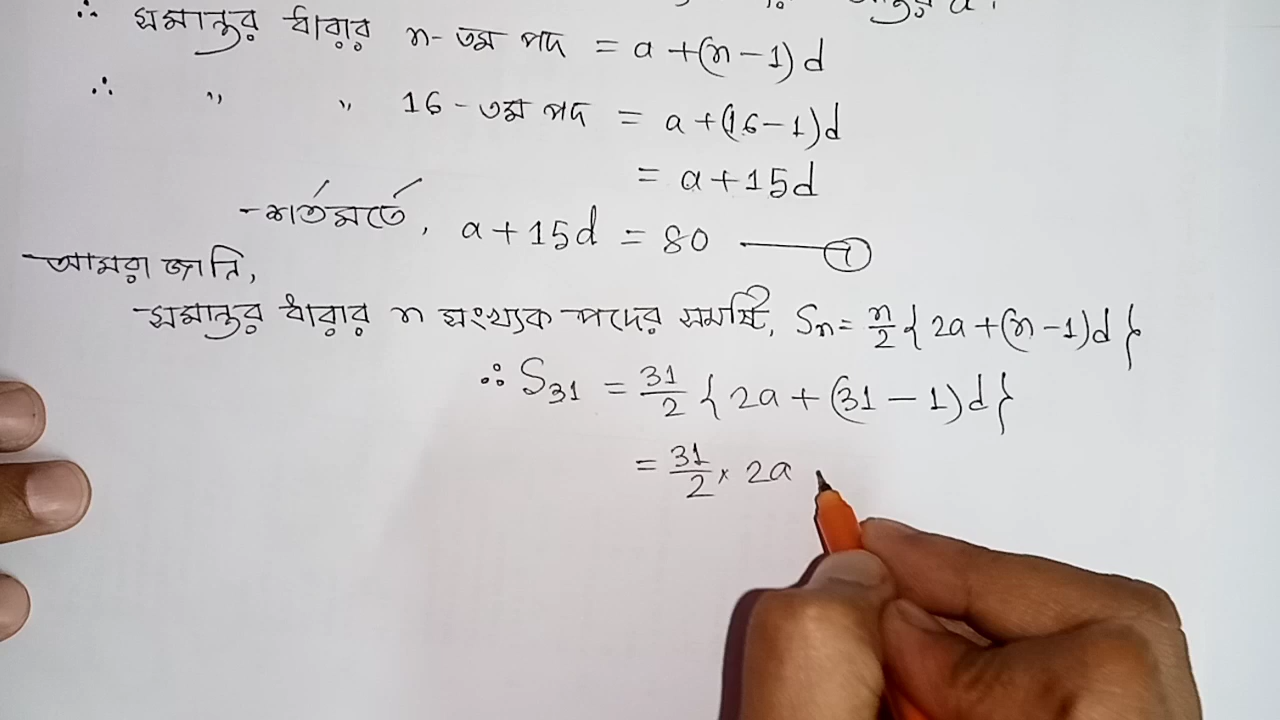 ∴ সমান্তর ধারার n-তম পদ = a+(n-1)d
∴ " " 16-তম পদ = a+(16-1)d
= a+15d
শর্তমতে, a+15d = 80 —— ①
আমরা জানি,
সমান্তর ধারার n সংখ্যক পদের সমষ্টি, Sₙ = n/2 {2a+(n-1)d}
∴ S₃₁ = 31/2 {2a+(31-1)d}
= 31/2 × 2a